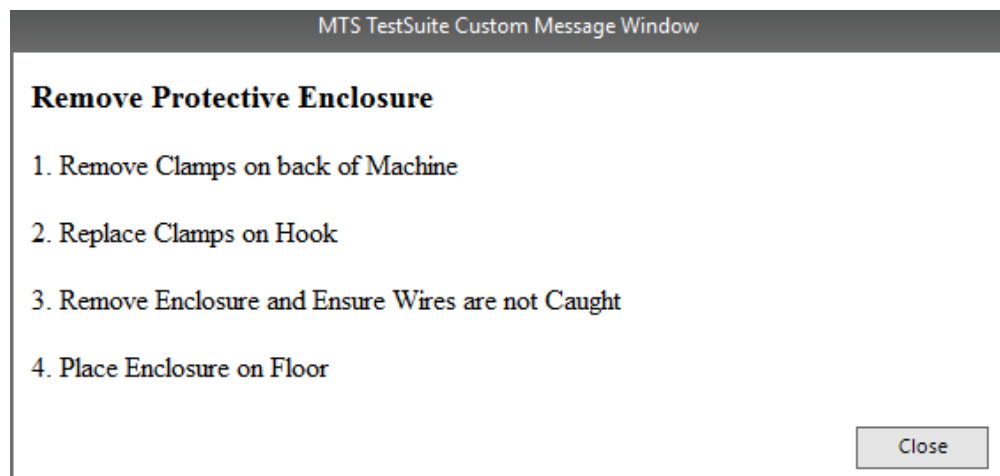 MTS TestSuite Custom Message Window
Remove Protective Enclosure
1. Remove Clamps on back of Machine
2. Replace Clamps on Hook
3. Remove Enclosure and Ensure Wires are not Caught
4. Place Enclosure on Floor
Close